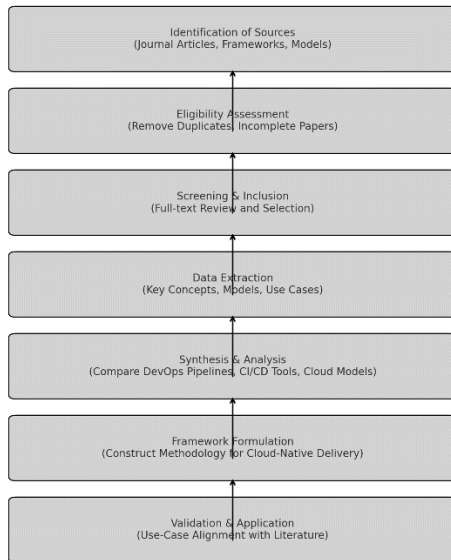 Identification of Sources
(Journal Articles, Frameworks, Models)
Eligibility Assessment
(Remove Duplicates, Incomplete Papers)
Screening & Inclusion
(Full-text Review and Selection)
Data Extraction
(Key Concepts, Models, Use Cases)
Synthesis & Analysis
(Compare DevOps Pipelines, CI/CD Tools, Cloud Models)
Framework Formulation
(Construct Methodology for Cloud-Native Delivery)
Validation & Application
(Use-Case Alignment with Literature)